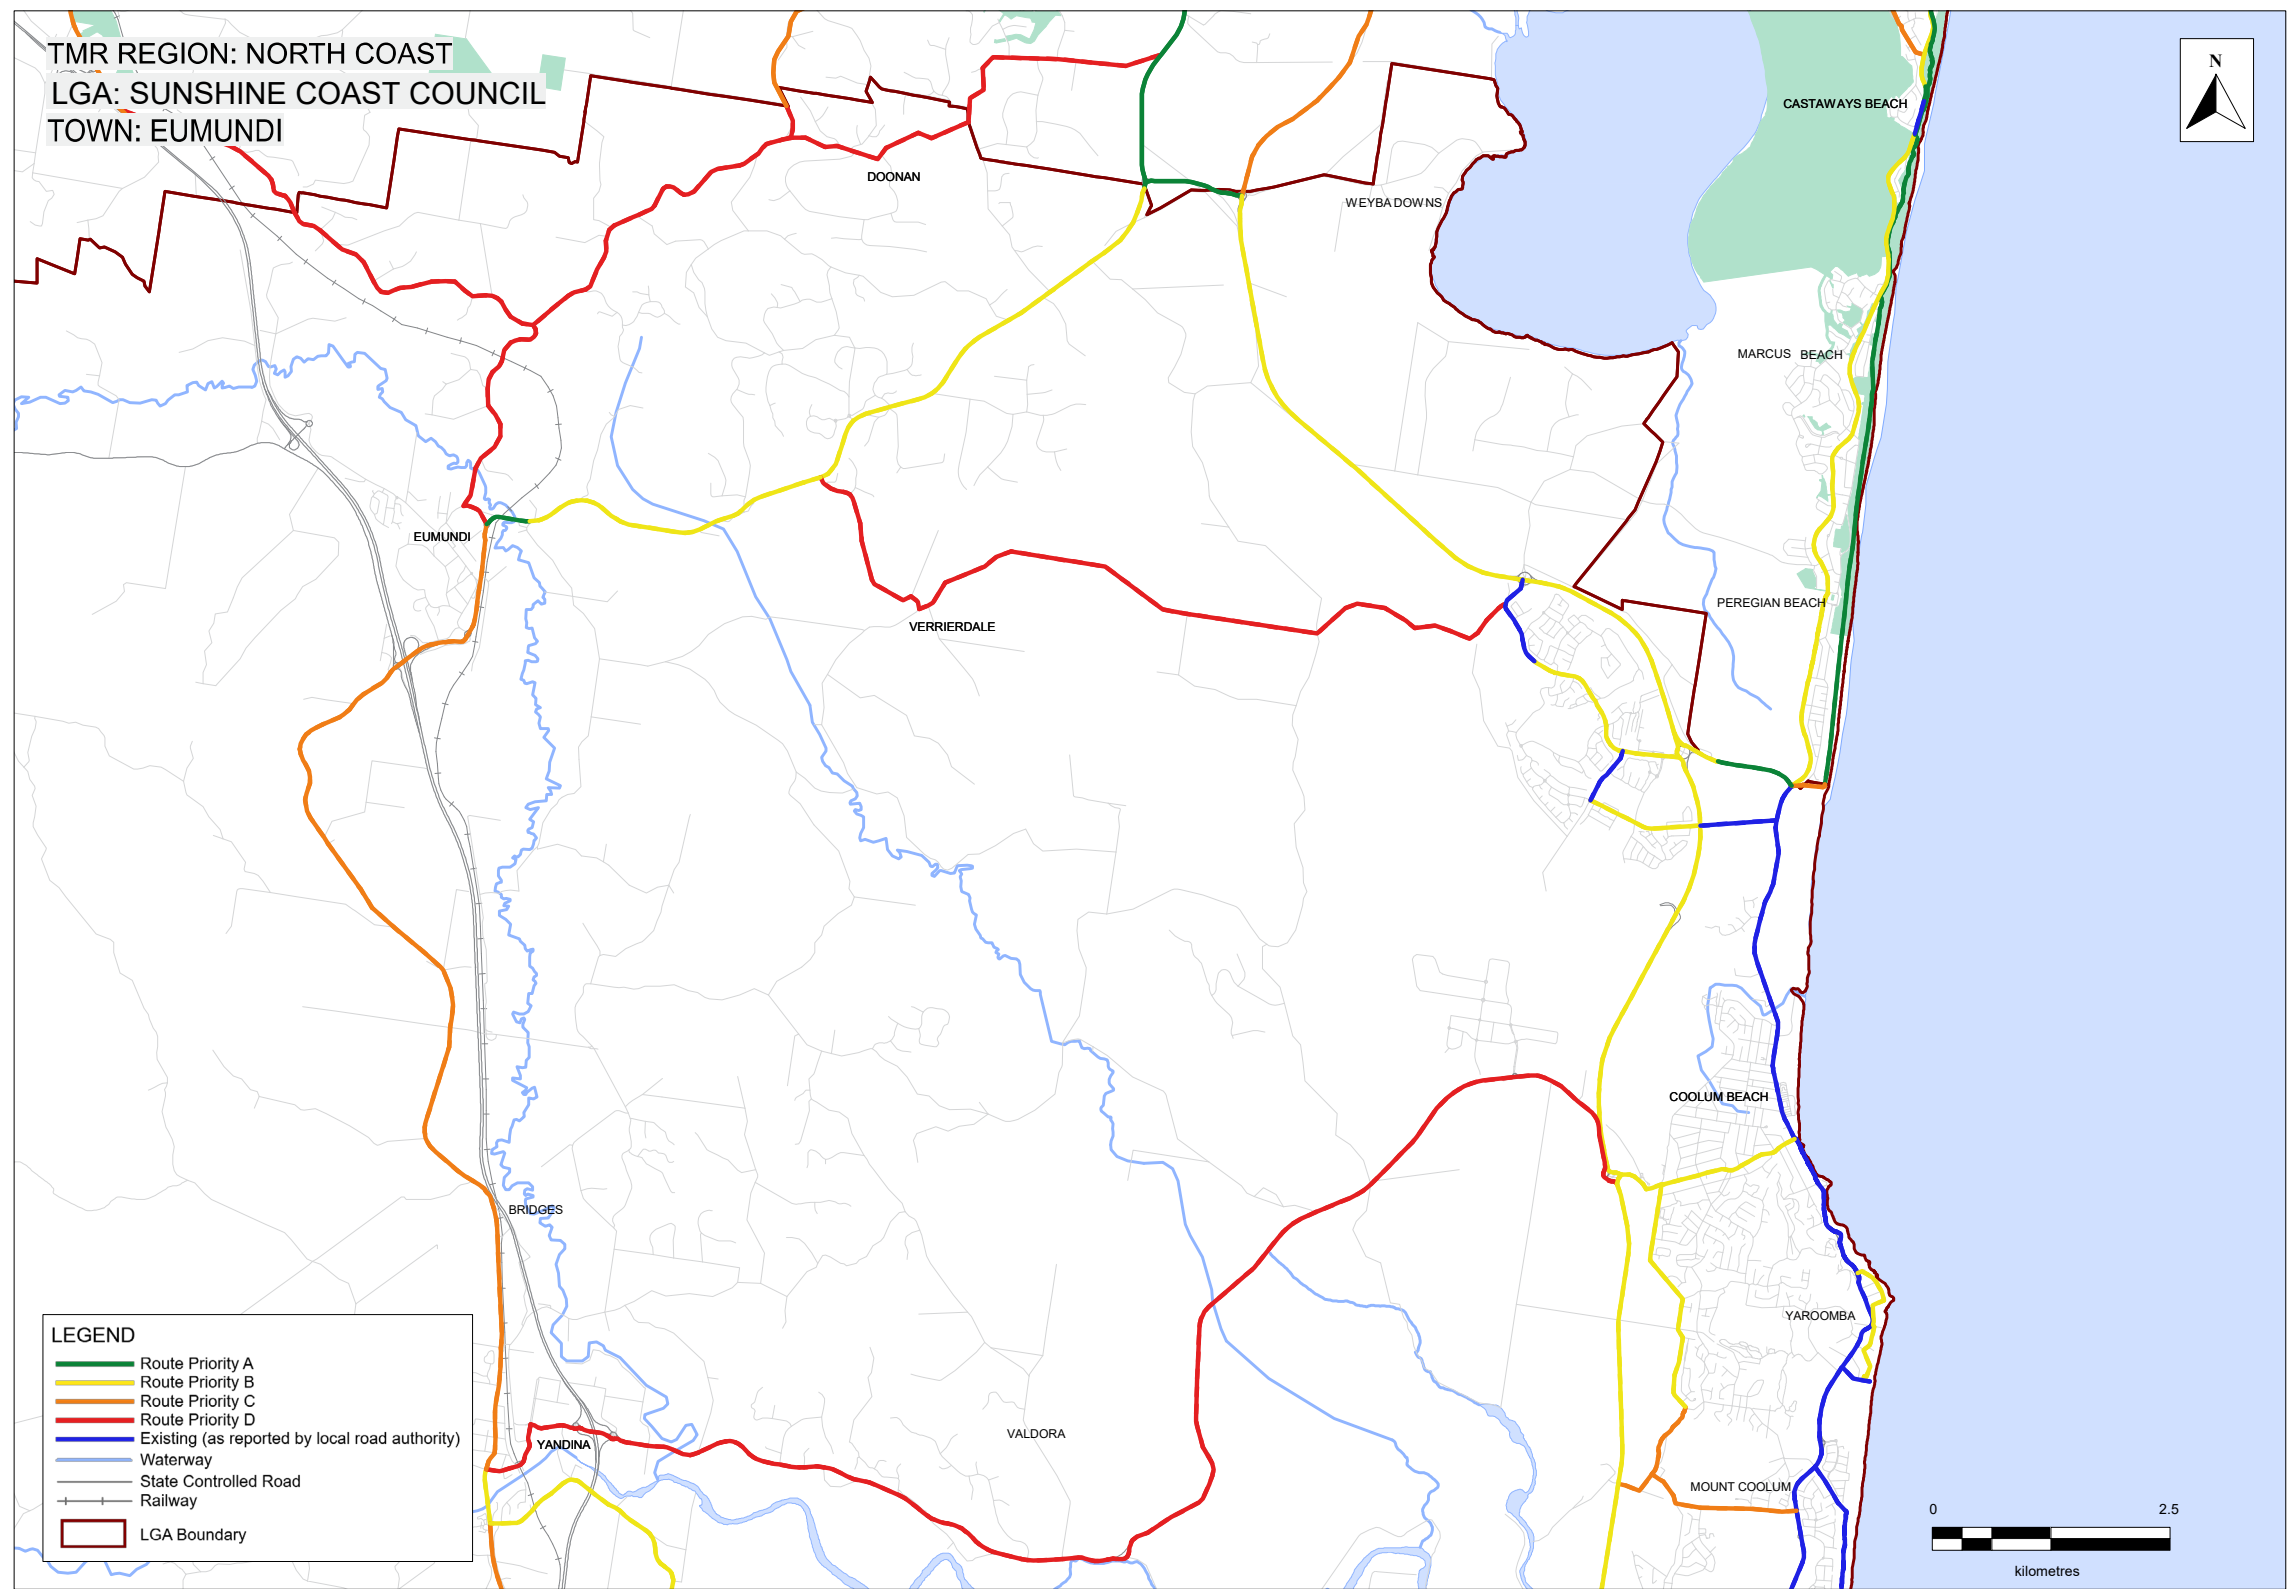 TMR REGION: NORTH COAST
LGA: SUNSHINE COAST COUNCIL
TOWN: EUMUNDI
N
CASTAWAYS BEACH
DOONAN
WEYBA DOWNS
MARCUS BEACH
EUMUNDI
PEREGIAN BEACH
VERRIERDALE
COOLUM BEACH
BRIDGES
YAROOMBA
VALDORA
YANDINA
MOUNT COOLUM
LEGEND
Route Priority A
Route Priority B
Route Priority C
Route Priority D
Existing (as reported by local road authority)
Waterway
State Controlled Road
Railway
LGA Boundary
0 2.5
kilometres